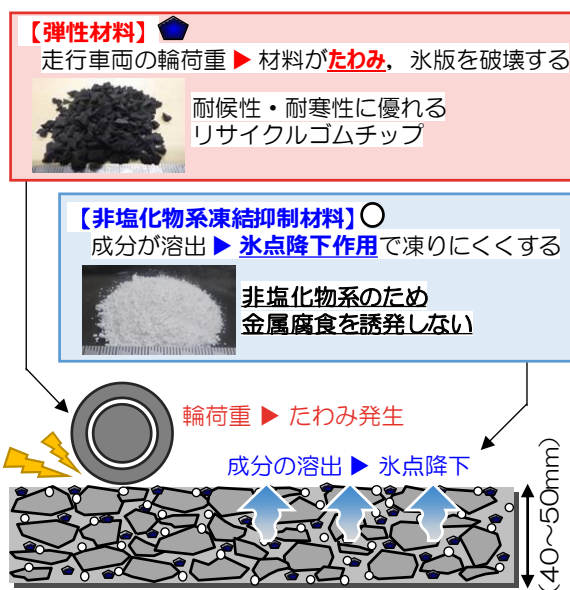 【弾性材料】
走行車両の輪荷重 ▶ 材料がたわみ，氷版を破壊する
耐候性・耐寒性に優れる
リサイクルゴムチップ
【非塩化物系凍結抑制材料】
成分が溶出 ▶ 氷点降下作用で凍りにくくする
非塩化物系のため
金属腐食を誘発しない
輪荷重 ▶ たわみ発生
成分の溶出 ▶ 氷点降下
(40～50mm)